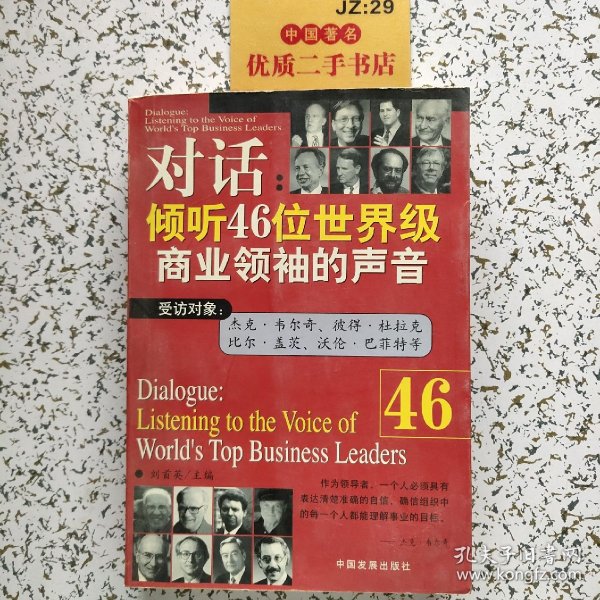 JZ:29
中国著名
优质二手书店
Dialogue:
Listening to the Voice of
World's Top Business Leaders
对话:
倾听46位世界级
商业领袖的声音
受访对象:
杰克·韦尔奇、彼得·杜拉克
比尔·盖茨、沃伦·巴菲特等
Dialogue:
Listening to the Voice of
World's Top Business Leaders
46
刘首英/主编
作为领导者,一个人必须具有
表达清楚准确的自信,确信组织中
的每一个人都能理解事业的目标。
——杰克·韦尔奇
中国发展出版社
孔夫子旧书网
www.kongfz.com